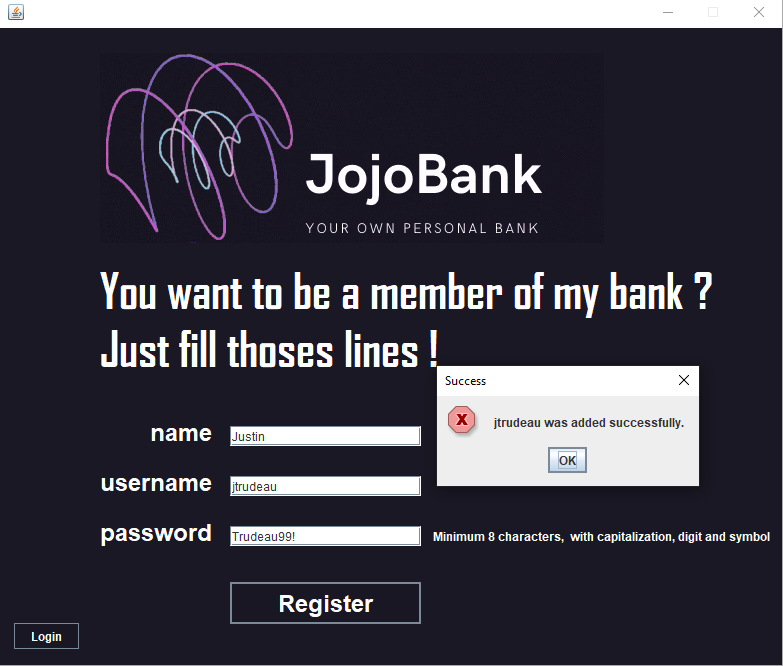 JojoBank
YOUR OWN PERSONAL BANK
You want to be a member of my bank ?
Just fill thoses lines !
Success
jtrudeau was added successfully.
OK
name
Justin
username
jtrudeau
password
Trudeau99!
Minimum 8 characters,  with capitalization, digit and symbol
Register
Login